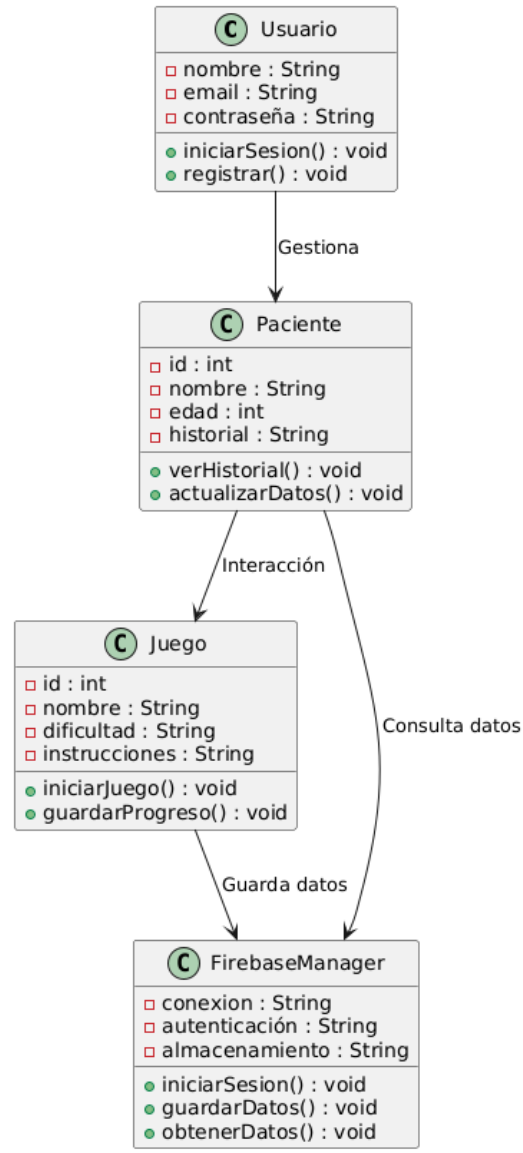 C Usuario
nombre : String
email : String
contraseña : String
iniciarSesion() : void
registrar() : void
Gestiona
C Paciente
id : int
nombre : String
edad : int
historial : String
verHistorial() : void
actualizarDatos() : void
Interacción
C Juego
id : int
nombre : String
dificultad : String
instrucciones : String
iniciarJuego() : void
guardarProgreso() : void
Consulta datos
Guarda datos
C FirebaseManager
conexion : String
autenticación : String
almacenamiento : String
iniciarSesion() : void
guardarDatos() : void
obtenerDatos() : void